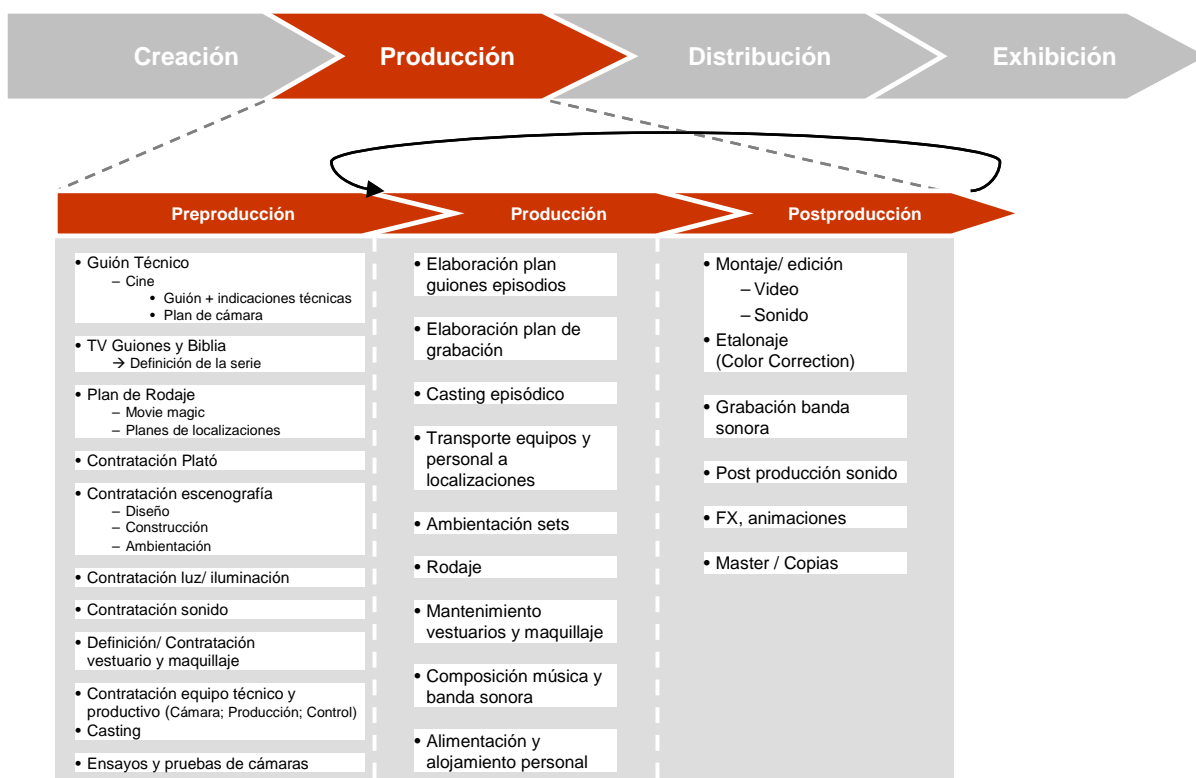 Creación
Producción
Distribución
Exhibición
Preproducción
Producción
Postproducción
• Guión Técnico
– Cine
• Guión + indicaciones técnicas
• Plan de cámara
• TV Guiones y Biblia
→ Definición de la serie
• Plan de Rodaje
– Movie magic
– Planes de localizaciones
• Contratación Plató
• Contratación escenografía
– Diseño
– Construcción
– Ambientación
• Contratación luz/ iluminación
• Contratación sonido
• Definición/ Contratación
vestuario y maquillaje
• Contratación equipo técnico y
productivo (Cámara; Producción; Control)
• Casting
• Ensayos y pruebas de cámaras
• Elaboración plan
guiones episodios
• Elaboración plan de
grabación
• Casting episódico
• Transporte equipos y
personal a
localizaciones
• Ambientación sets
• Rodaje
• Mantenimiento
vestuarios y maquillaje
• Composición música y
banda sonora
• Alimentación y
alojamiento personal
• Montaje/ edición
– Video
– Sonido
• Etalonaje
(Color Correction)
• Grabación banda
sonora
• Post producción sonido
• FX, animaciones
• Master / Copias